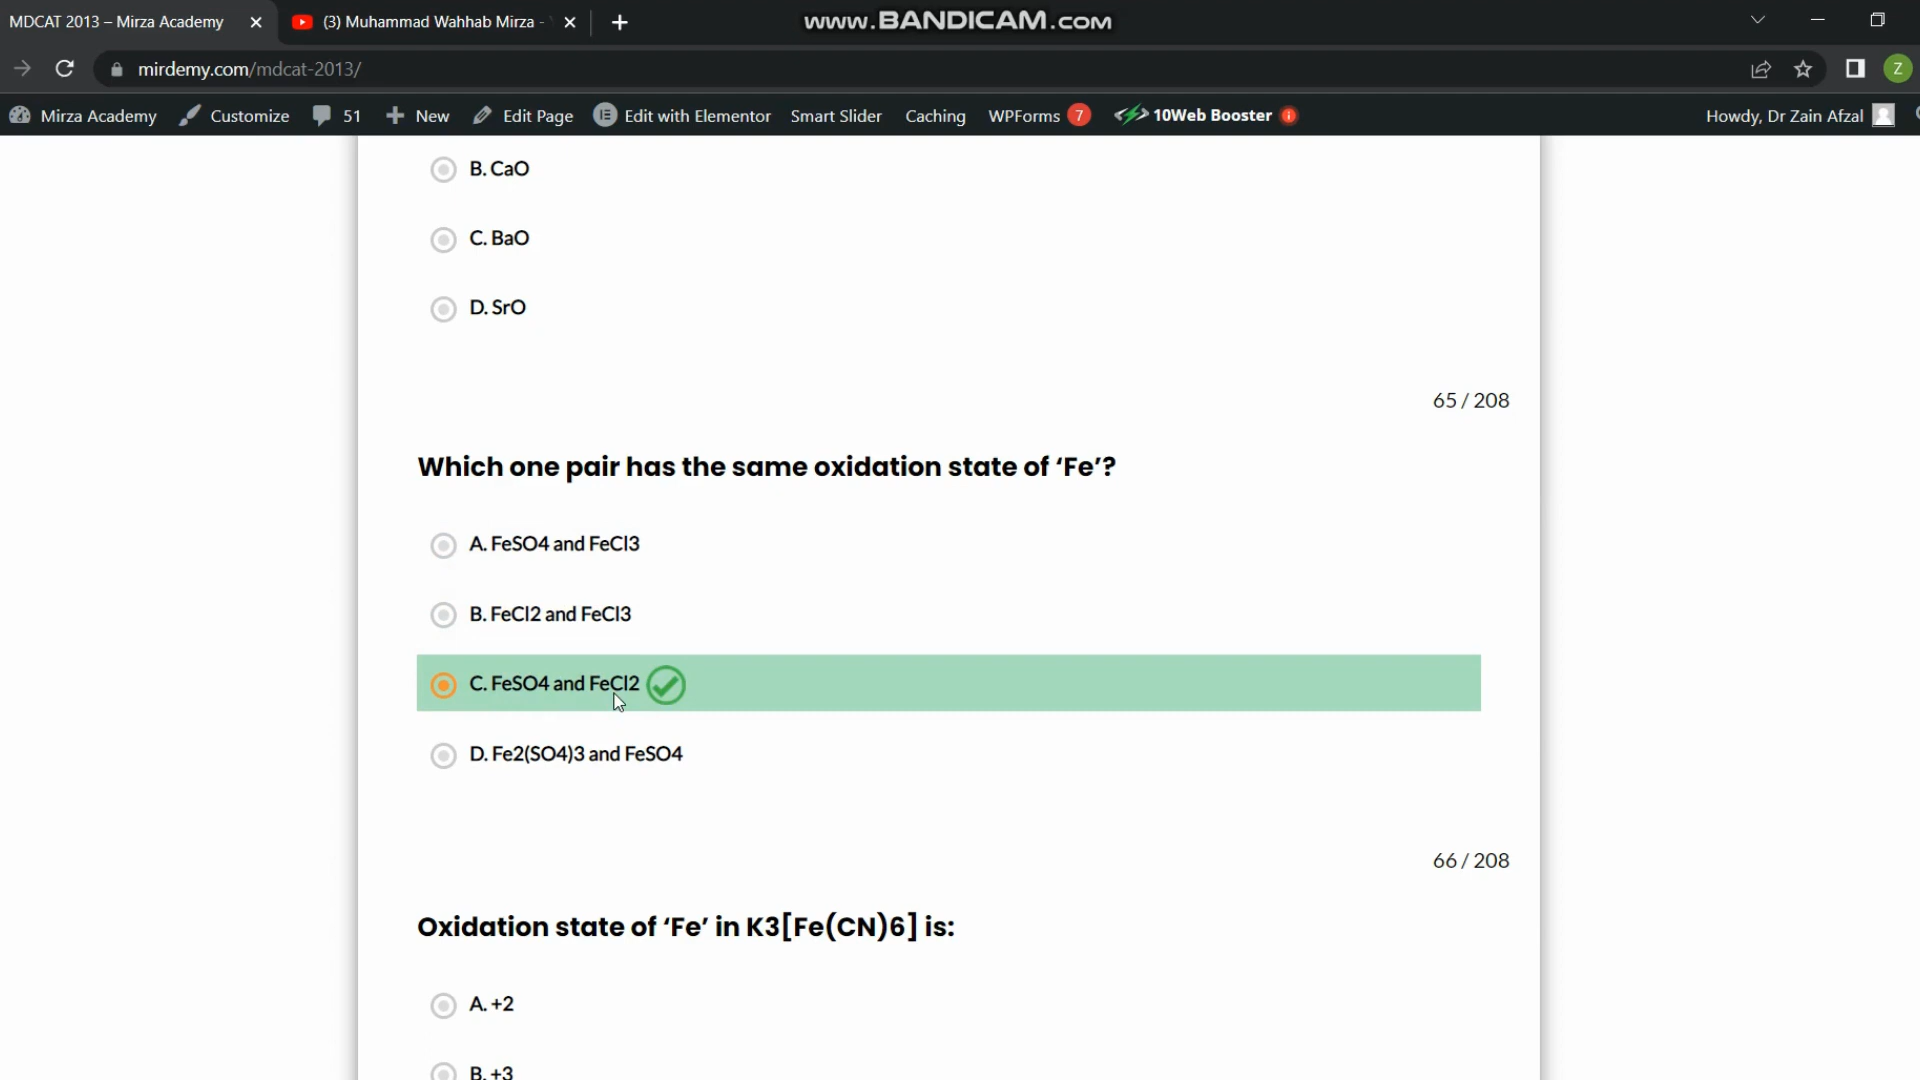 MDCAT 2013 – Mirza Academy
(3) Muhammad Wahhab Mirza -
www.BANDICAM.com
mirdemy.com/mdcat-2013/
Z
Mirza Academy
Customize
51
New
Edit Page
Edit with Elementor
Smart Slider
Caching
WPForms 7
10Web Booster
Howdy, Dr Zain Afzal
B. CaO
C. BaO
D. SrO
65 / 208
Which one pair has the same oxidation state of ‘Fe’?
A. FeSO4 and FeCl3
B. FeCl2 and FeCl3
C. FeSO4 and FeCl2
D. Fe2(SO4)3 and FeSO4
66 / 208
Oxidation state of ‘Fe’ in K3[Fe(CN)6] is:
A. +2
B. +3